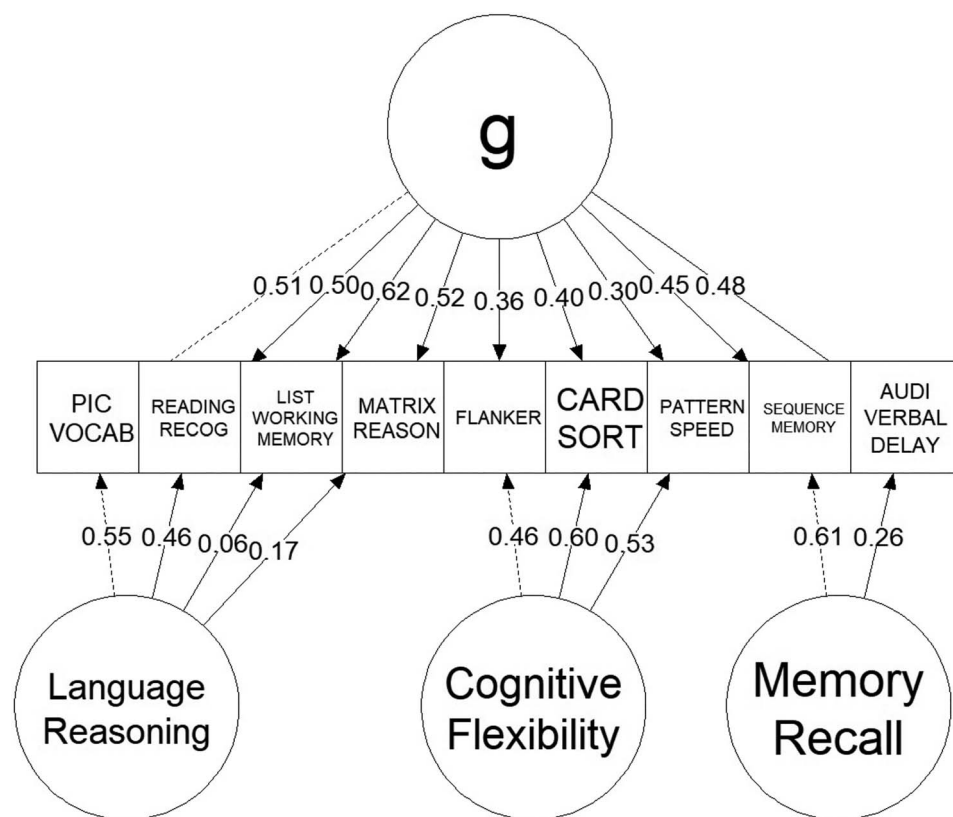 g
0.51 0.50 0.62 0.52 0.36 0.40 0.30 0.45 0.48
PIC
VOCAB
READING
RECOG
LIST
WORKING
MEMORY
MATRIX
REASON
FLANKER
CARD
SORT
PATTERN
SPEED
SEQUENCE
MEMORY
AUDI
VERBAL
DELAY
0.55 0.46 0.06 0.17 0.46 0.60 0.53 0.61 0.26
Language
Reasoning
Cognitive
Flexibility
Memory
Recall